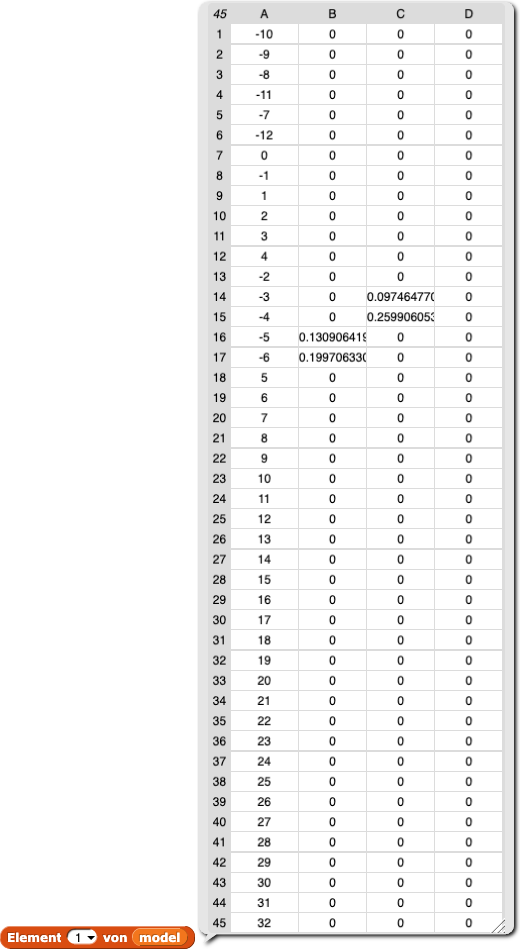 45 A B C D
1 -10 0 0 0
2 -9 0 0 0
3 -8 0 0 0
4 -11 0 0 0
5 -7 0 0 0
6 -12 0 0 0
7 0 0 0 0
8 -1 0 0 0
9 1 0 0 0
10 2 0 0 0
11 3 0 0 0
12 4 0 0 0
13 -2 0 0 0
14 -3 0 0.097464770 0
15 -4 0 0.259906053 0
16 -5 0.130906419 0 0
17 -6 0.199706330 0 0
18 5 0 0 0
19 6 0 0 0
20 7 0 0 0
21 8 0 0 0
22 9 0 0 0
23 10 0 0 0
24 11 0 0 0
25 12 0 0 0
26 13 0 0 0
27 14 0 0 0
28 15 0 0 0
29 16 0 0 0
30 17 0 0 0
31 18 0 0 0
32 19 0 0 0
33 20 0 0 0
34 21 0 0 0
35 22 0 0 0
36 23 0 0 0
37 24 0 0 0
38 25 0 0 0
39 26 0 0 0
40 27 0 0 0
41 28 0 0 0
42 29 0 0 0
43 30 0 0 0
44 31 0 0 0
45 32 0 0 0
Element 1 von model